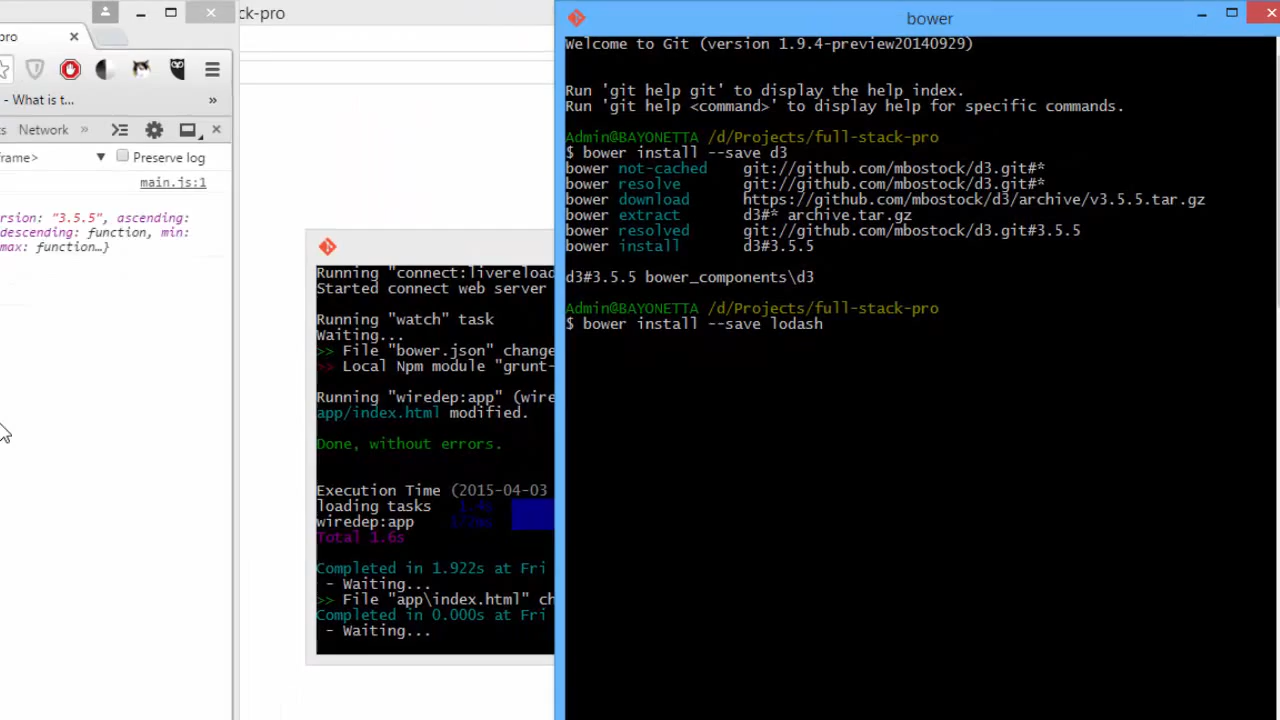 ck-pro
pro
- What is t...
»
ts Network »
frame>
Preserve log
main.js:1
rsion: "3.5.5", ascending:
descending: function, min:
max: function…}
Running "connect:livereload
Started connect web server
Running "watch" task
Waiting...
>> File "bower.json" change
>> Local Npm module "grunt-
Running "wiredep:app" (wire
app/index.html modified.
Done, without errors.
Execution Time (2015-04-03
loading tasks 1.4s
wiredep:app
Total 1.6s
Completed in 1.922s at Fri
- Waiting...
>> File "app\index.html" ch
Completed in 0.000s at Fri
- Waiting...
bower
Welcome to Git (version 1.9.4-preview20140929)
Run 'git help git' to display the help index.
Run 'git help <command>' to display help for specific commands.
Admin@BAYONETTA /d/Projects/full-stack-pro
$ bower install --save d3
bower not-cached git://github.com/mbostock/d3.git#*
bower resolve git://github.com/mbostock/d3.git#*
bower download https://github.com/mbostock/d3/archive/v3.5.5.tar.gz
bower extract d3#* archive.tar.gz
bower resolved git://github.com/mbostock/d3.git#3.5.5
bower install d3#3.5.5
d3#3.5.5 bower_components\d3
Admin@BAYONETTA /d/Projects/full-stack-pro
$ bower install --save lodash